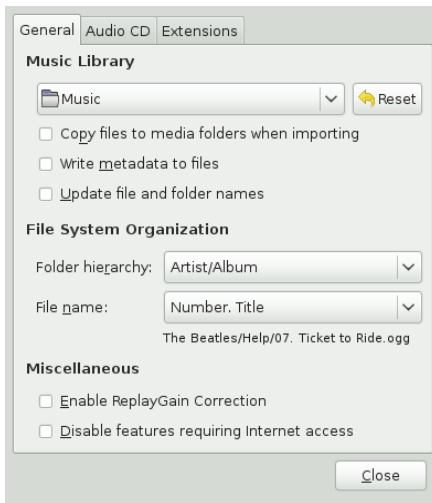 General Audio CD Extensions
Music Library
Music Reset
Copy files to media folders when importing
Write metadata to files
Update file and folder names
File System Organization
Folder hierarchy: Artist/Album
File name: Number. Title
The Beatles/Help/07. Ticket to Ride.ogg
Miscellaneous
Enable ReplayGain Correction
Disable features requiring Internet access
Close